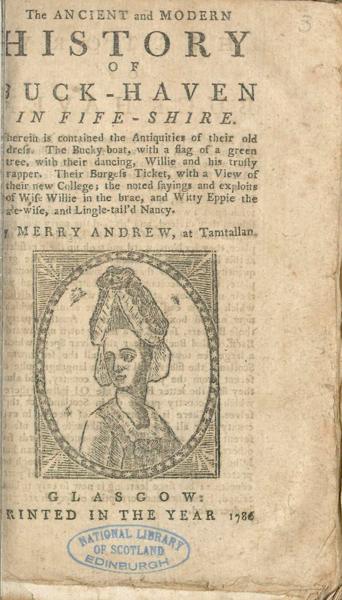 The ANCIENT and MODERN
HISTORY
OF
BUCK-HAVEN
IN FIFE-SHIRE.
herein is contained the Antiquities of their old
dress. The Bucky-boat, with a flag of a green
tree, with their dancing, Willie and his trusty
rapper. Their Burgess Ticket, with a View of
their new College; the noted sayings and exploits
of Wise Willie in the brae, and Witty Eppie the
ale-wife, and Lingle-tail'd Nancy.
MERRY ANDREW, at Tamtallan.
GLASGOW:
RINTED IN THE YEAR 1786
NATIONAL LIBRARY
OF SCOTLAND
EDINBURGH
3